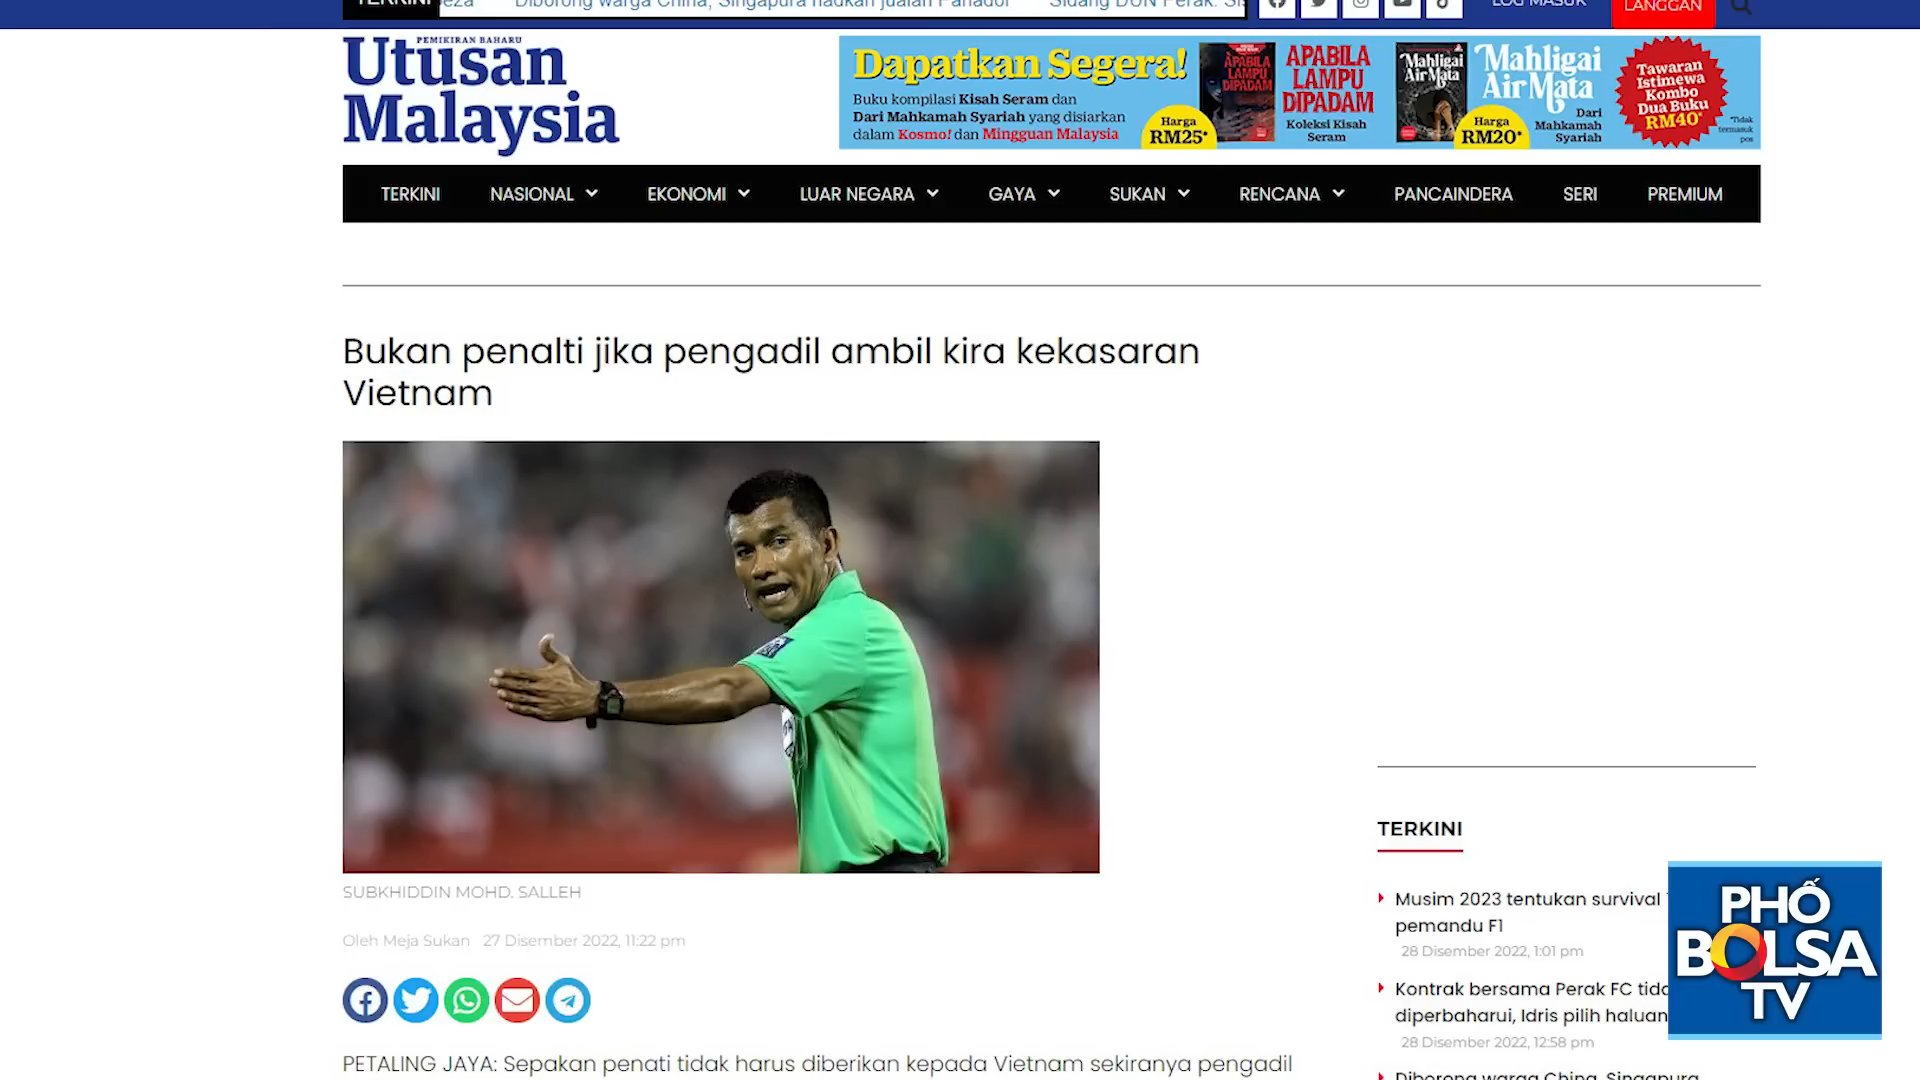 TERKINI
Diborong warga China, Singapura hadkan jualan Panadol
Sidang DUN Perak:
LOG MASUK
LANGGAN
PEMIKIRAN BAHARU
Utusan
Malaysia
Dapatkan Segera!
Buku kompilasi Kisah Seram dan
Dari Mahkamah Syariah yang disiarkan
dalam Kosmo! dan Mingguan Malaysia
Harga
RM25*
APABILA
LAMPU
DIPADAM
APABILA
LAMPU
DIPADAM
Koleksi Kisah
Seram
Mahligai
Air Mata
Harga
RM20*
Mahligai
Air Mata
Dari
Mahkamah
Syariah
Tawaran
Istimewa
Kombo
Dua Buku
RM40*
*Tidak
termasuk
pos
TERKINI NASIONAL EKONOMI LUAR NEGARA GAYA SUKAN RENCANA PANCAINDERA SERI PREMIUM
Bukan penalti jika pengadil ambil kira kekasaran
Vietnam
SUBKHIDDIN MOHD. SALLEH
Oleh Meja Sukan 27 Disember 2022, 11:22 pm
PETALING JAYA: Sepakan penati tidak harus diberikan kepada Vietnam sekiranya pengadil
TERKINI
Musim 2023 tentukan survival
pemandu F1
28 Disember 2022, 1:01 pm
Kontrak bersama Perak FC
diperbaharui, Idris pilih haluan
28 Disember 2022, 12:58 pm
Diborong warga China, Singapura
PHỐ
BOLSA
TV